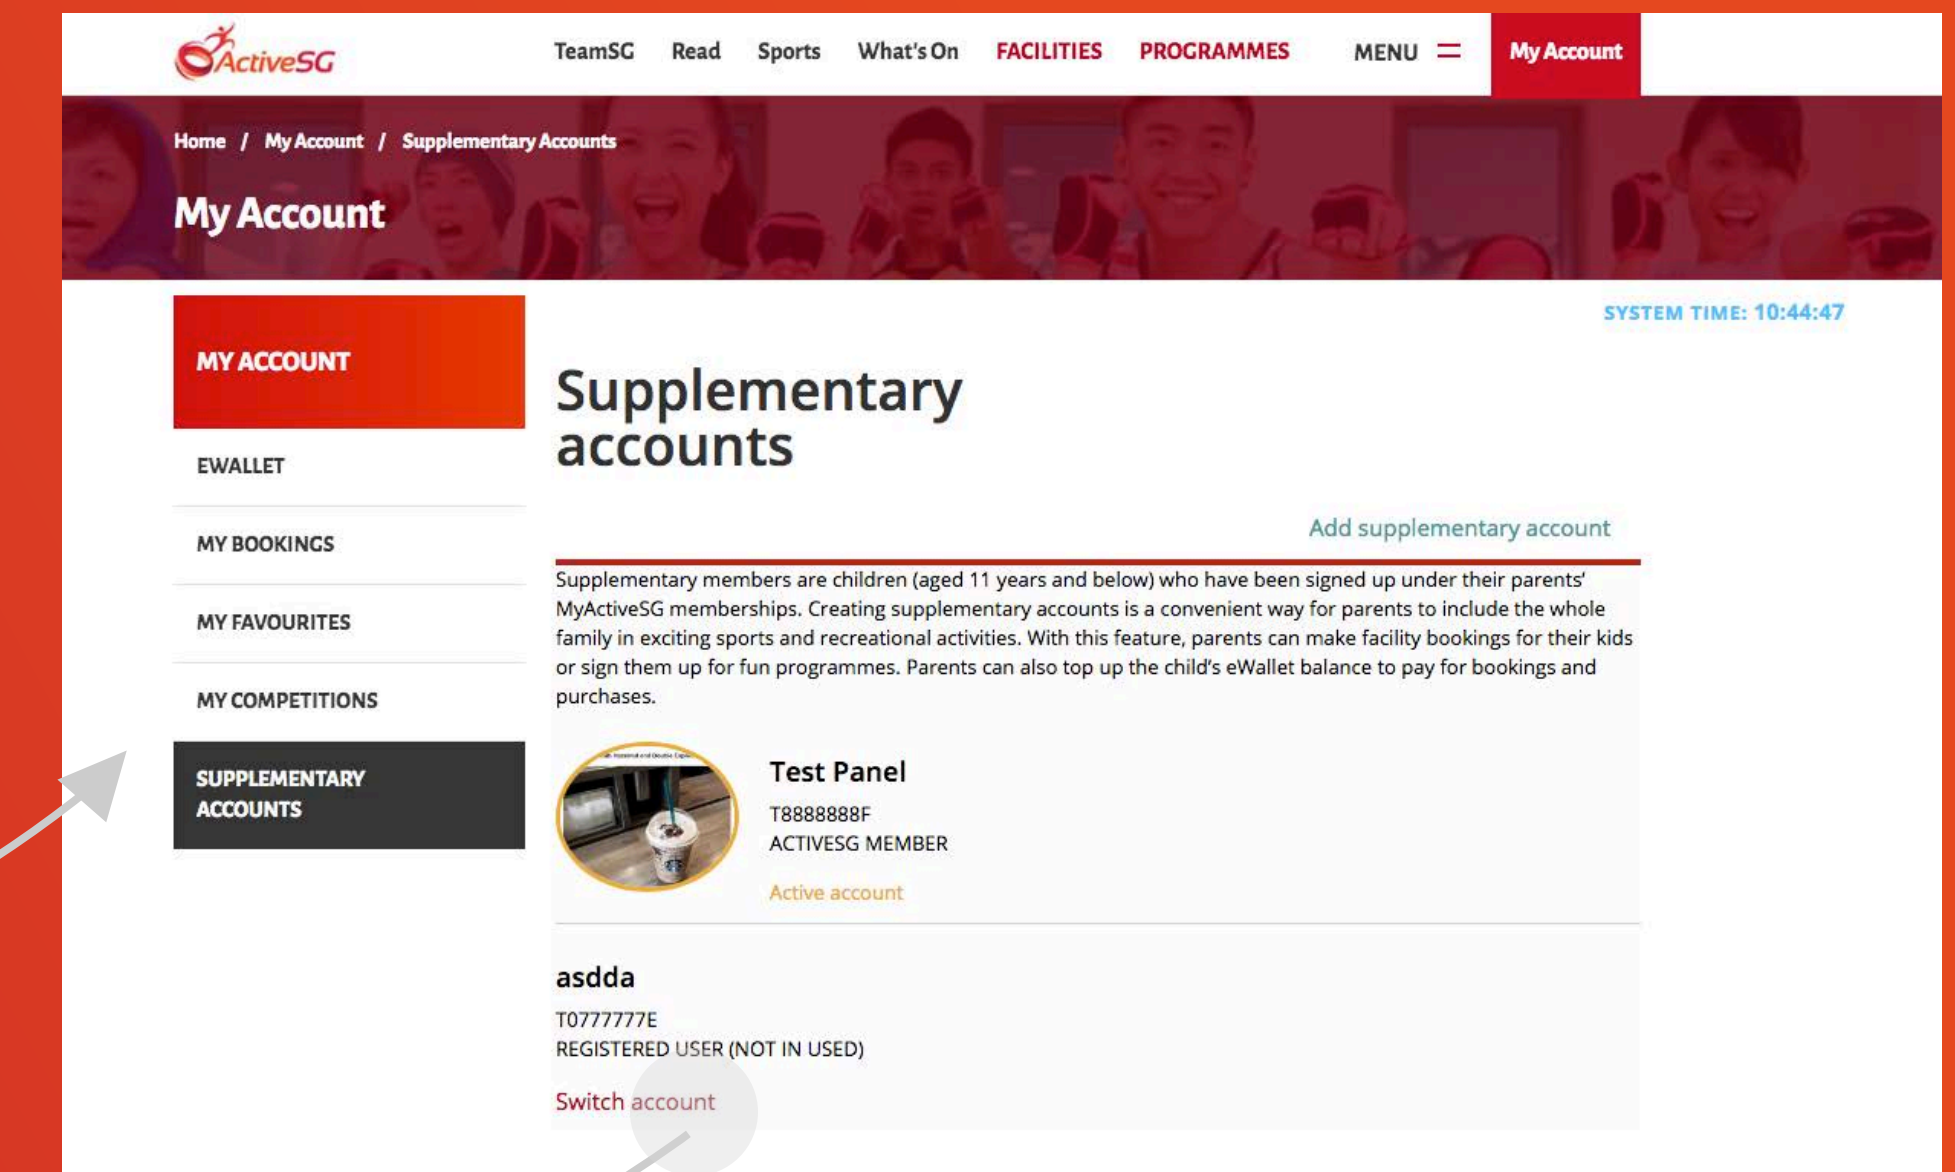 ActiveSG
TeamSG Read Sports What's On FACILITIES PROGRAMMES MENU My Account
Home / My Account / Supplementary Accounts
My Account
SYSTEM TIME: 10:44:47
MY ACCOUNT
EWALLET
MY BOOKINGS
MY FAVOURITES
MY COMPETITIONS
SUPPLEMENTARY
ACCOUNTS
Supplementary
accounts
Add supplementary account
Supplementary members are children (aged 11 years and below) who have been signed up under their parents'
MyActiveSG memberships. Creating supplementary accounts is a convenient way for parents to include the whole
family in exciting sports and recreational activities. With this feature, parents can make facility bookings for their kids
or sign them up for fun programmes. Parents can also top up the child's eWallet balance to pay for bookings and
purchases.
Test Panel
T8888888F
ACTIVESG MEMBER
Active account
asdda
T0777777E
REGISTERED USER (NOT IN USED)
Switch account